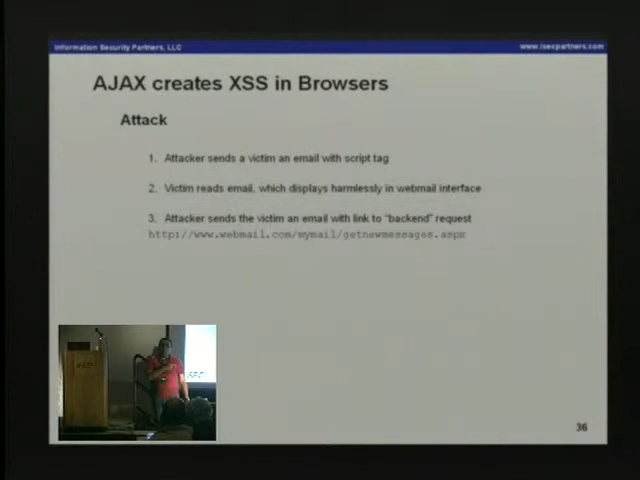 Information Security Partners, LLC
www.isecpartners.com
AJAX creates XSS in Browsers
Attack
1. Attacker sends a victim an email with script tag
2. Victim reads email, which displays harmlessly in webmail interface
3. Attacker sends the victim an email with link to "backend" request
http://www.webmail.com/mymail/getnewmessages.aspx
iSEC
36